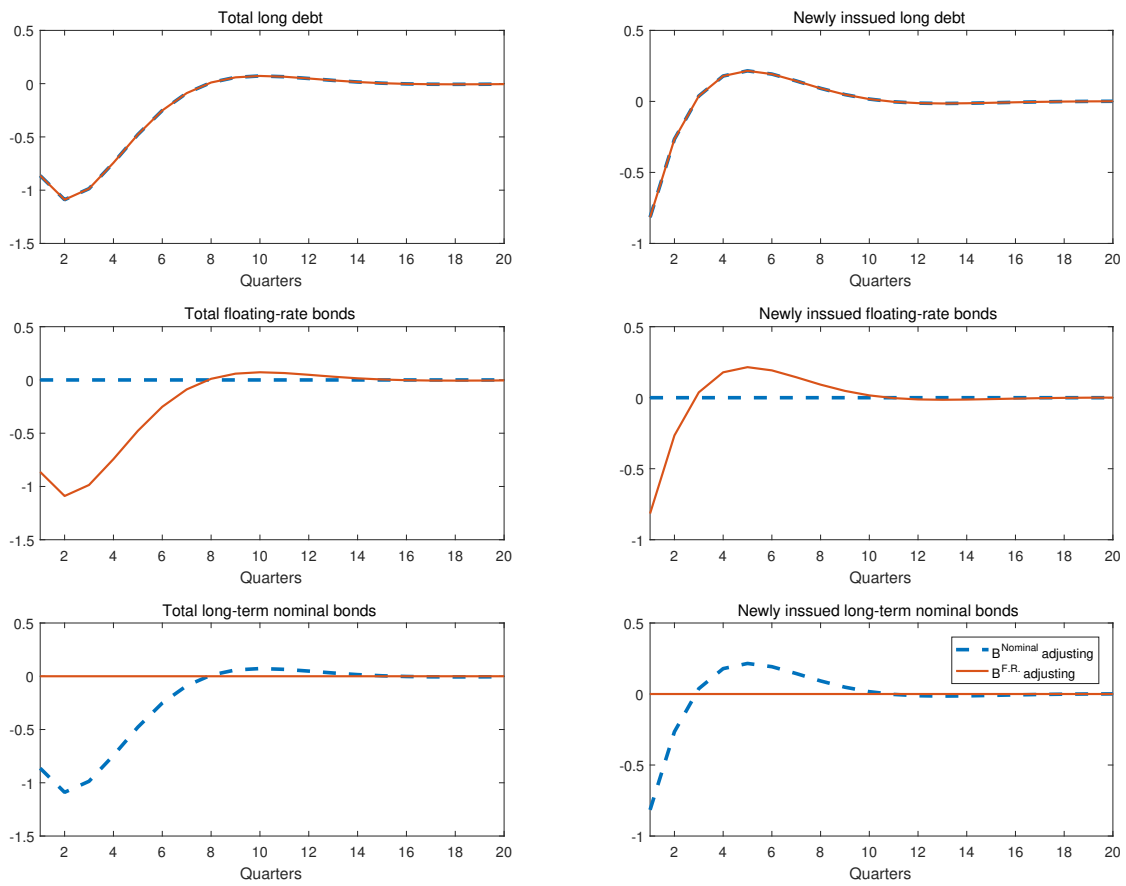 Total long debt
0.5
0
-0.5
-1
-1.5
2 4 6 8 10 12 14 16 18 20
Quarters
Newly inssued long debt
0.5
0
-0.5
-1
2 4 6 8 10 12 14 16 18 20
Quarters
Total floating-rate bonds
0.5
0
-0.5
-1
-1.5
2 4 6 8 10 12 14 16 18 20
Quarters
Newly inssued floating-rate bonds
0.5
0
-0.5
-1
2 4 6 8 10 12 14 16 18 20
Quarters
Total long-term nominal bonds
0.5
0
-0.5
-1
-1.5
2 4 6 8 10 12 14 16 18 20
Quarters
Newly inssued long-term nominal bonds
0.5
0
-0.5
-1
2 4 6 8 10 12 14 16 18 20
Quarters
B^Nominal adjusting
B^F.R. adjusting